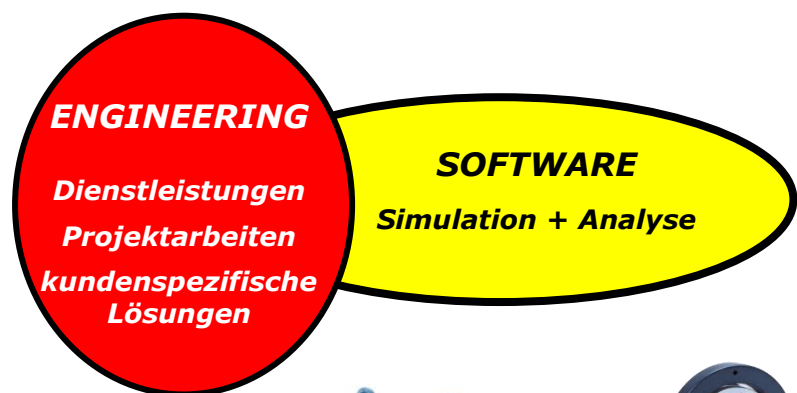 ENGINEERING
Dienstleistungen
Projektarbeiten
kundenspezifische
Lösungen
SOFTWARE
Simulation + Analyse